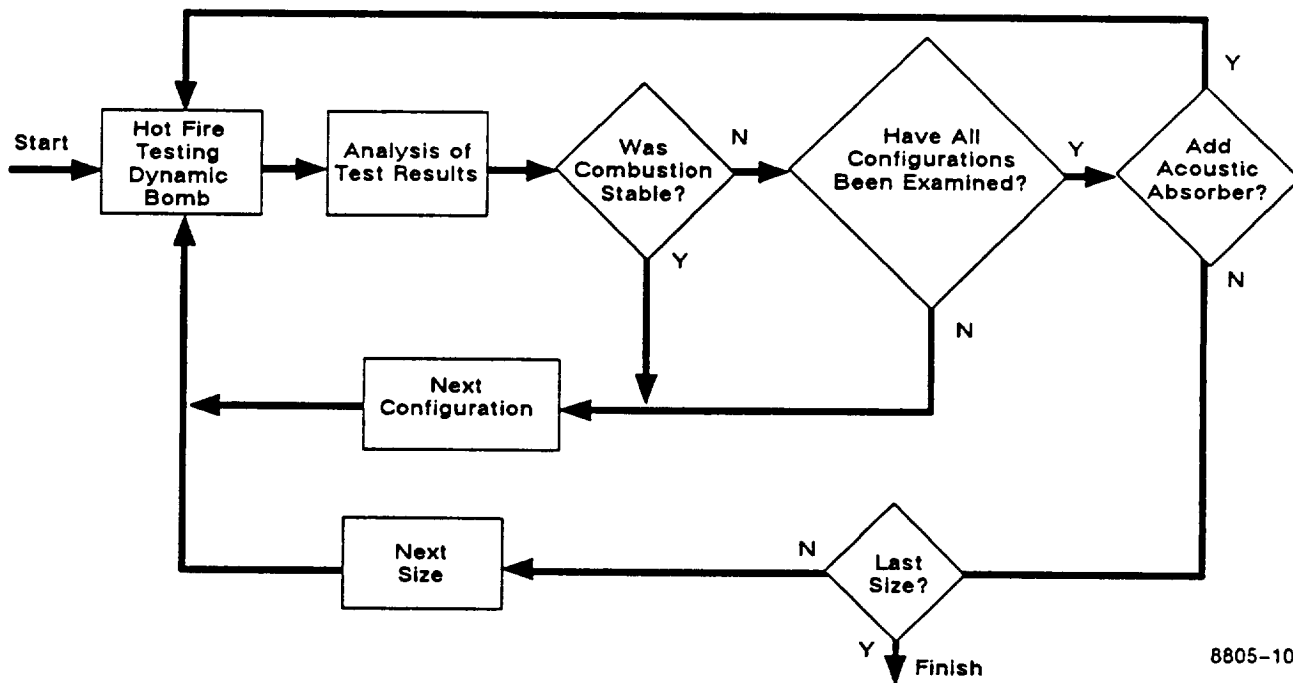 Start
Hot Fire
Testing
Dynamic
Bomb
Analysis of
Test Results
Was
Combustion
Stable?
N
Y
Have All
Configurations
Been Examined?
Y
N
Add
Acoustic
Absorber?
Y
N
Next
Configuration
Next
Size
N
Last
Size?
Y
Finish
8805-10